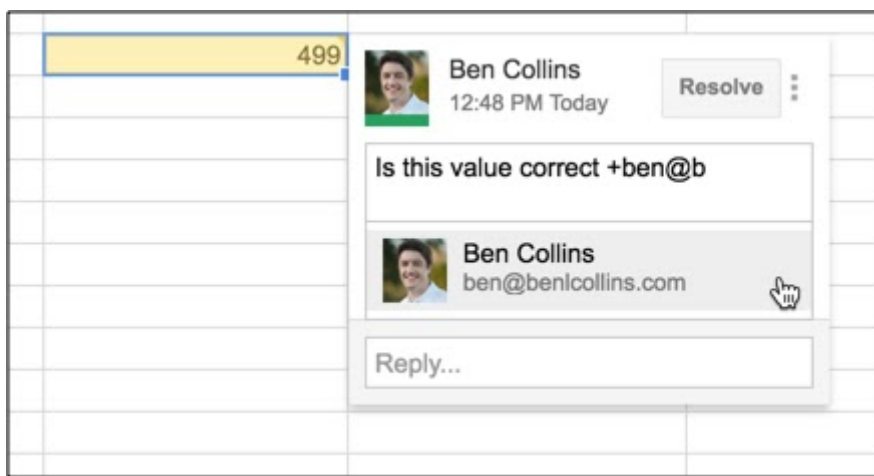 499
Ben Collins
12:48 PM Today
Resolve
Is this value correct +ben@b
Ben Collins
ben@benlcollins.com
Reply...